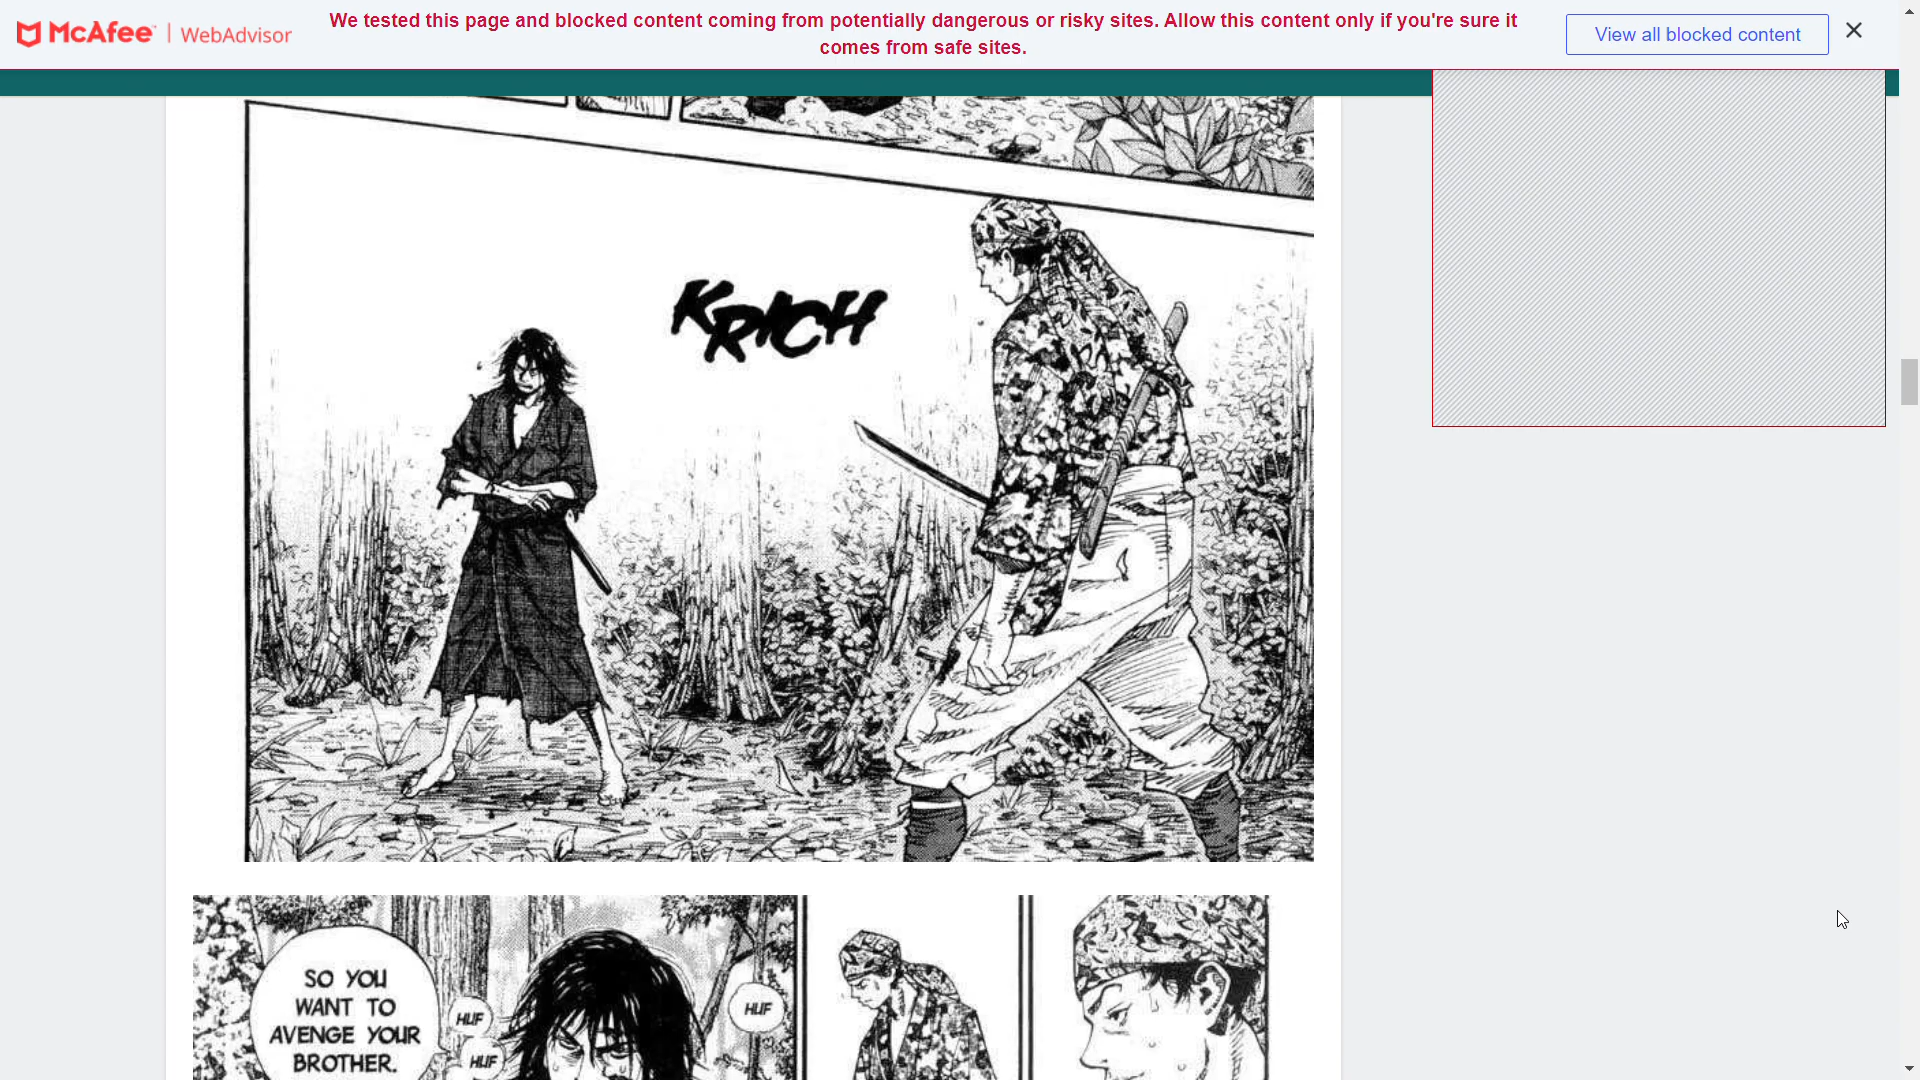 McAfee | WebAdvisor
We tested this page and blocked content coming from potentially dangerous or risky sites. Allow this content only if you're sure it
comes from safe sites.
View all blocked content
KRICH
SO YOU
WANT TO
AVENGE YOUR
BROTHER.
HUF
HUF
HUF